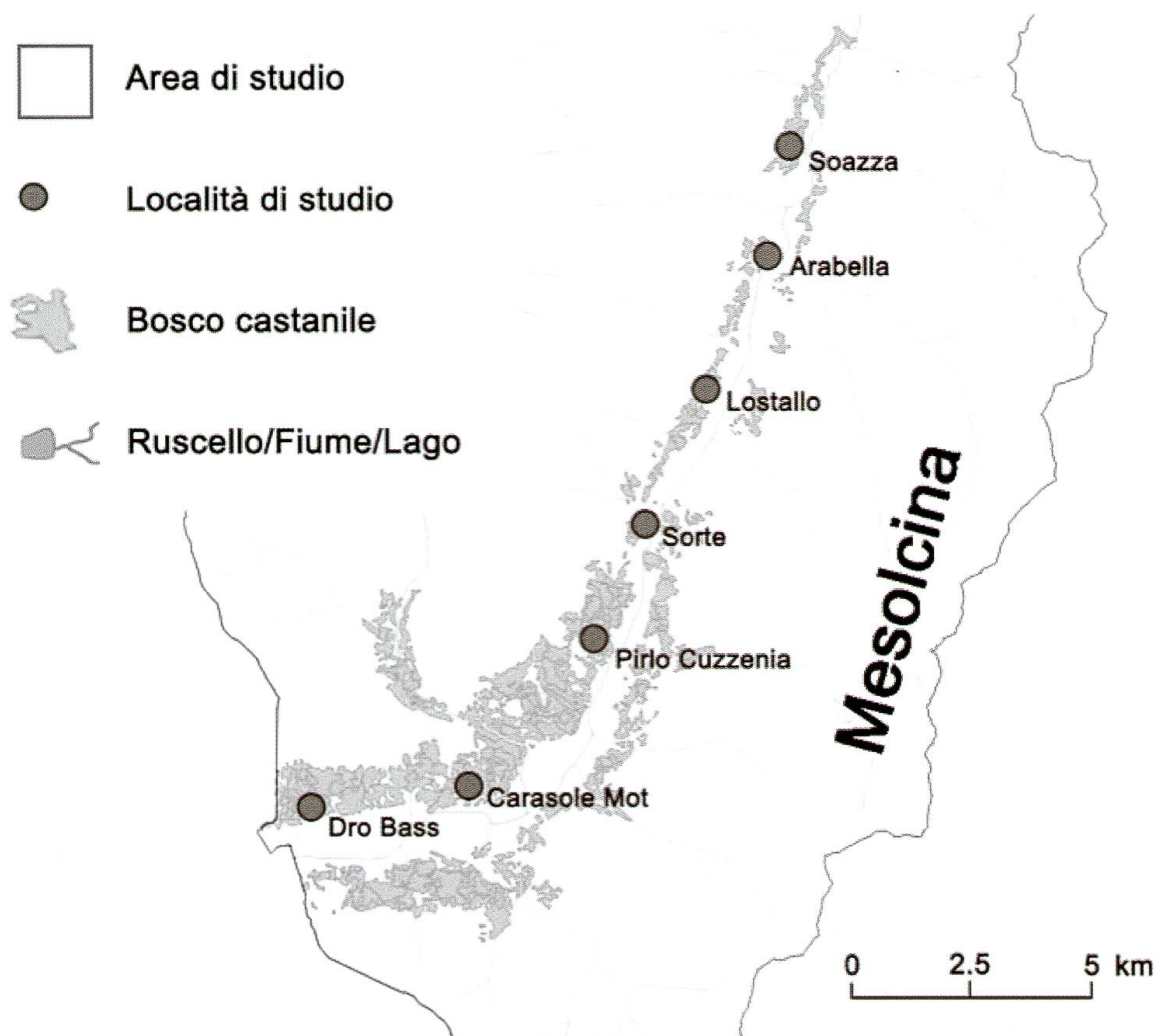 Area di studio
Località di studio
Bosco castanile
Ruscello/Fiume/Lago
Soazza
Arabella
Lostallo
Sorte
Mesolcina
Pirlo Cuzzenia
Carasole Mot
Dro Bass
0 2.5 5 km